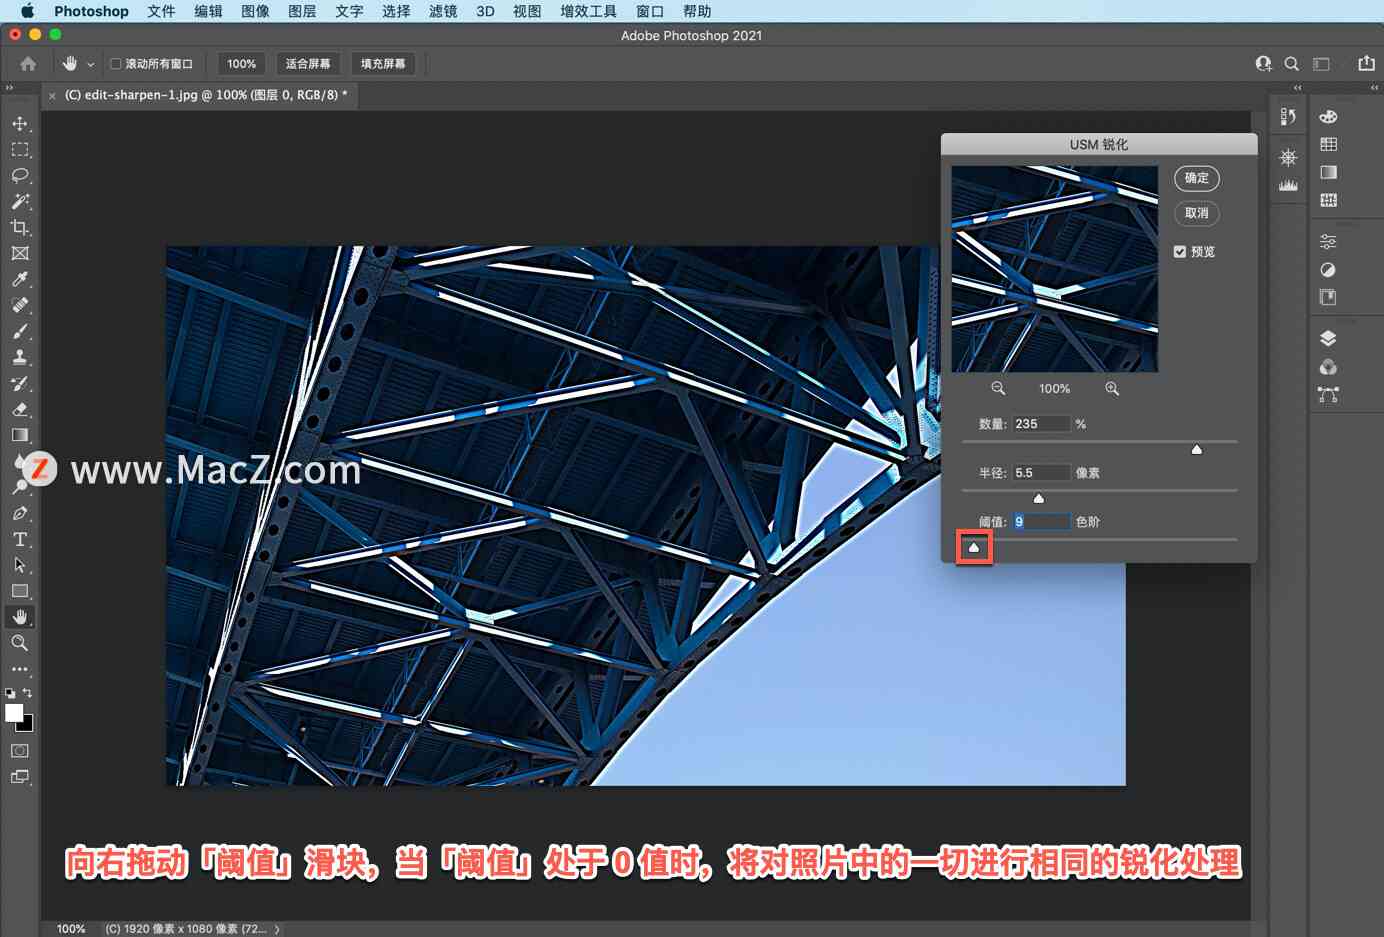 Photoshop 文件 编辑 图像 图层 文字 选择 滤镜 3D 视图 增效工具 窗口 帮助
Adobe Photoshop 2021
滚动所有窗口 100% 适合屏幕 填充屏幕
× (C) edit-sharpen-1.jpg @ 100% (图层 0, RGB/8) *
USM 锐化
确定
取消
预览
100%
数量: 235 %
半径: 5.5 像素
阈值: 9 色阶
Z www.MacZ.com
向右拖动「阈值」滑块，当「阈值」处于 0 值时，将对照片中的一切进行相同的锐化处理
100% (C) 1920 像素 x 1080 像素 (72...